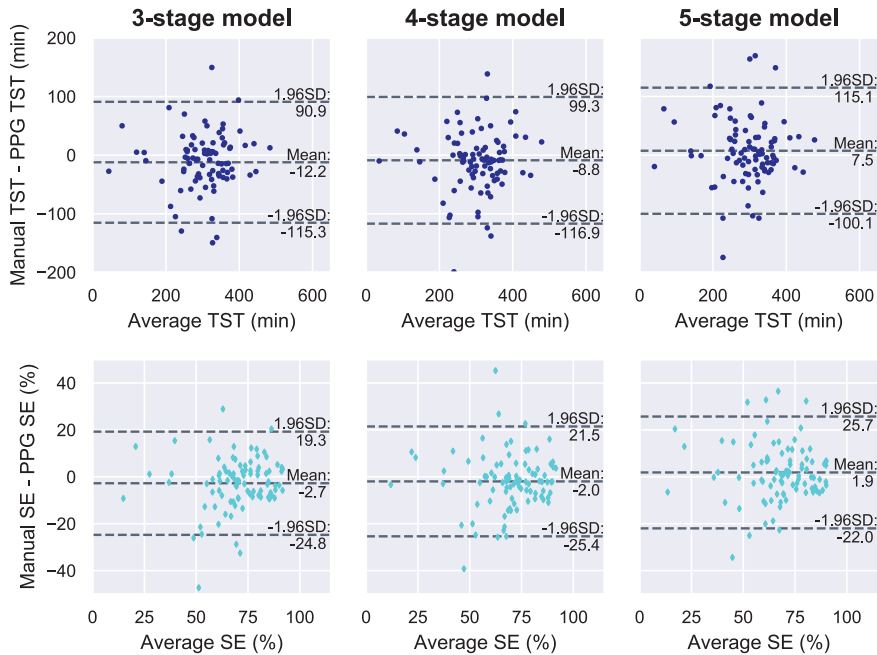 3-stage model 4-stage model 5-stage model
Manual TST - PPG TST (min)
200
100
0
−100
−200
1.96SD:
90.9
Mean:
-12.2
-1.96SD:
-115.3
1.96SD:
99.3
Mean:
-8.8
-1.96SD:
-116.9
1.96SD:
115.1
Mean:
7.5
-1.96SD:
-100.1
0 200 400 600 0 200 400 600 0 200 400 600
Average TST (min) Average TST (min) Average TST (min)
Manual SE - PPG SE (%)
40
20
0
−20
−40
1.96SD:
19.3
Mean:
-2.7
-1.96SD:
-24.8
1.96SD:
21.5
Mean:
-2.0
-1.96SD:
-25.4
1.96SD:
25.7
Mean:
1.9
-1.96SD:
-22.0
0 25 50 75 100 0 25 50 75 100 0 25 50 75 100
Average SE (%) Average SE (%) Average SE (%)